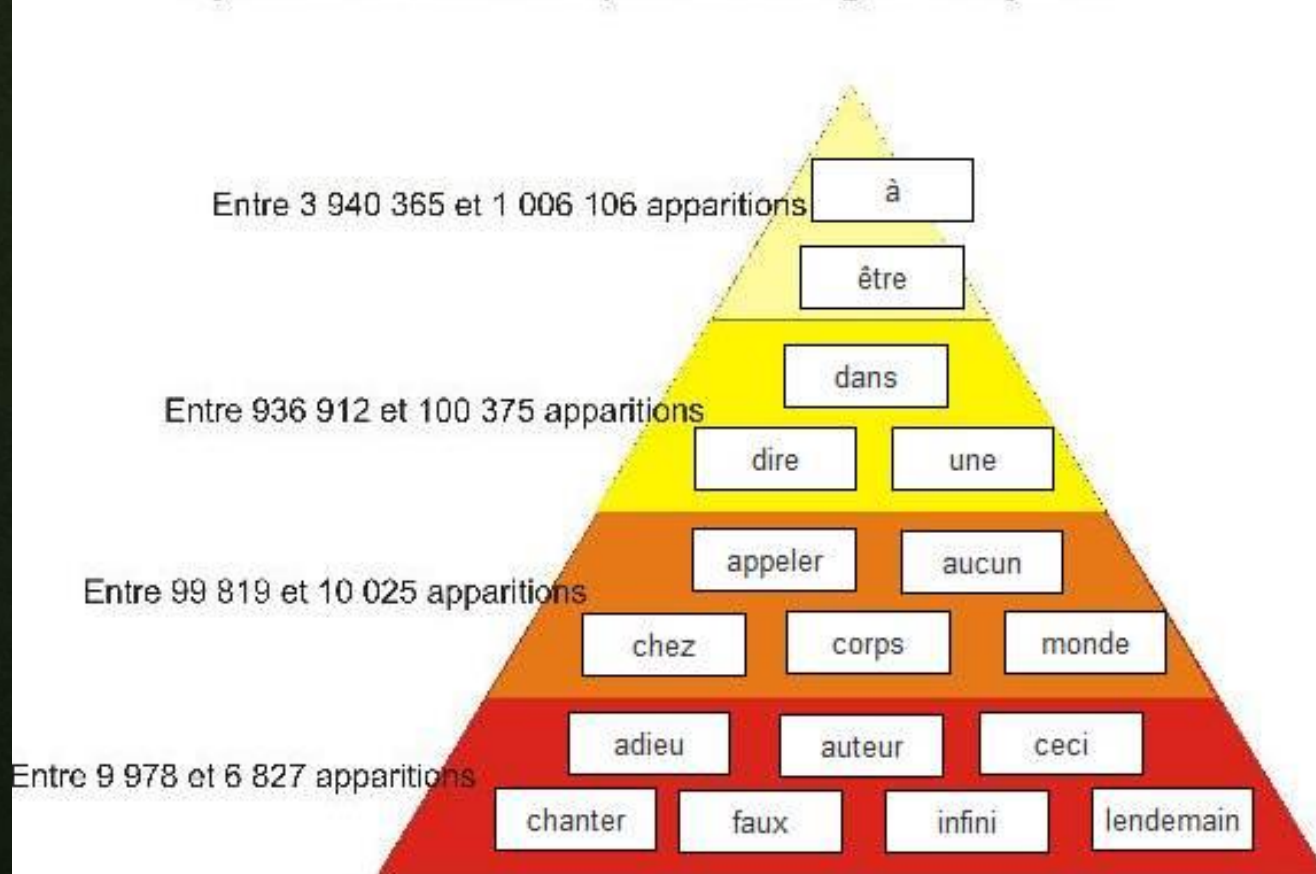 Entre 3 940 365 et 1 006 106 apparitions
à
être
Entre 936 912 et 100 375 apparitions
dans
dire
une
Entre 99 819 et 10 025 apparitions
appeler
aucun
chez
corps
monde
Entre 9 978 et 6 827 apparitions
adieu
auteur
ceci
chanter
faux
infini
lendemain